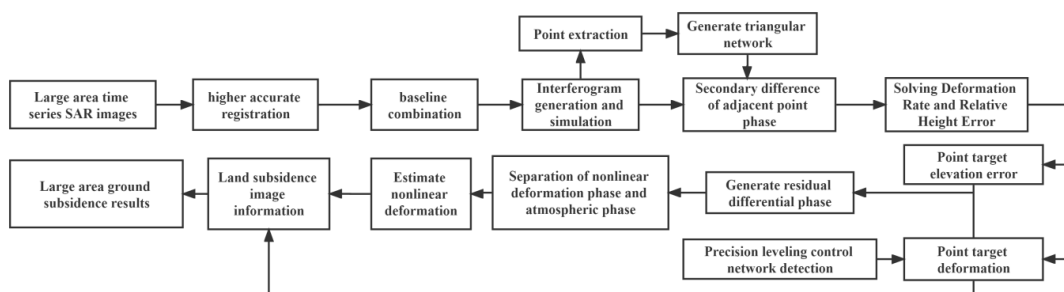 Point extraction
Generate triangular
network
Large area time
series SAR images
higher accurate
registration
baseline
combination
Interferogram
generation and
simulation
Secondary difference
of adjacent point
phase
Solving Deformation
Rate and Relative
Height Error
Large area ground
subsidence results
Land subsidence
image
information
Estimate
nonlinear
deformation
Separation of nonlinear
deformation phase and
atmospheric phase
Generate residual
differential phase
Point target
elevation error
Precision leveling control
network detection
Point target
deformation